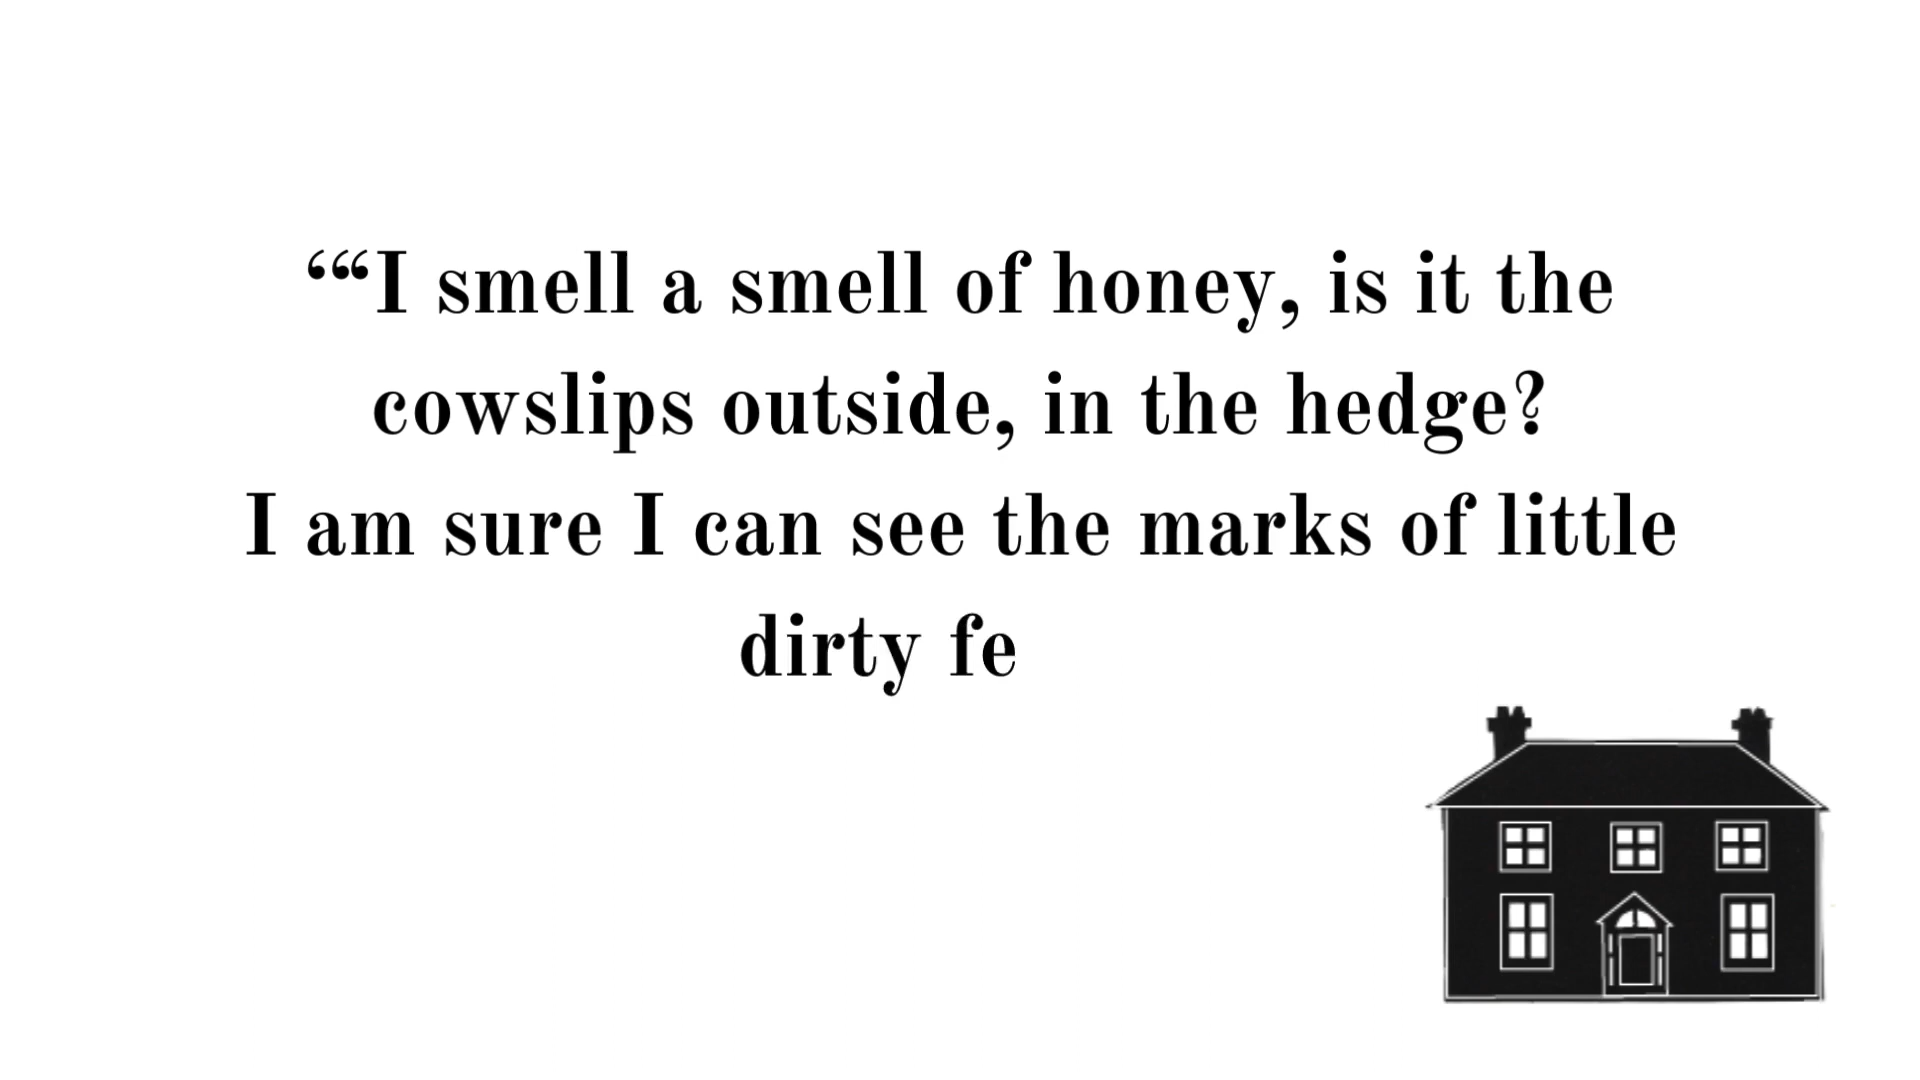 “‘I smell a smell of honey, is it the
cowslips outside, in the hedge?
I am sure I can see the marks of little
dirty fe